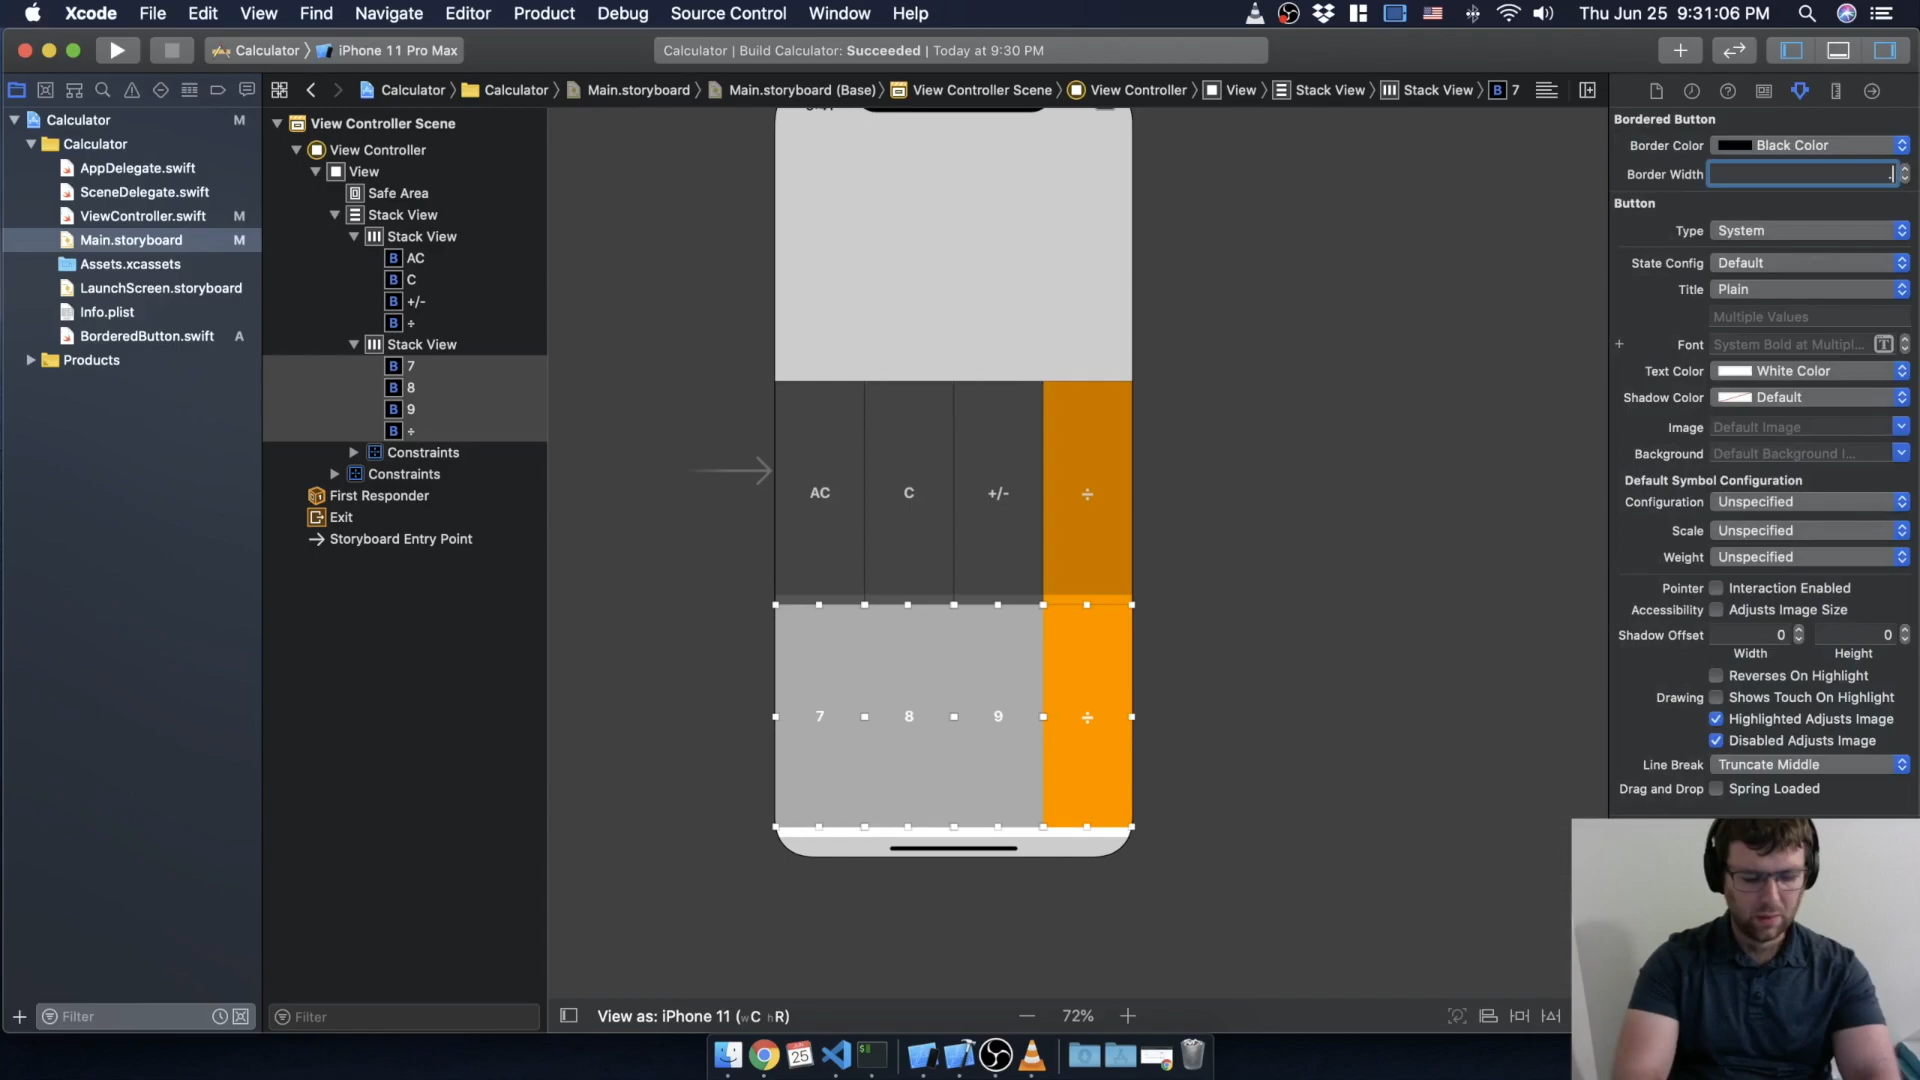 Xcode File Edit View Find Navigate Editor Product Debug Source Control Window Help Thu Jun 25 9:31:06 PM
Calculator iPhone 11 Pro Max Calculator | Build Calculator: Succeeded | Today at 9:30 PM
Calculator Calculator Main.storyboard Main.storyboard (Base) View Controller Scene View Controller View Stack View Stack View B 7
Calculator M
Calculator
AppDelegate.swift
SceneDelegate.swift
ViewController.swift M
Main.storyboard M
Assets.xcassets
LaunchScreen.storyboard
Info.plist
BorderedButton.swift A
Products
Filter
View Controller Scene
View Controller
View
Safe Area
Stack View
Stack View
B AC
B C
B +/-
B ÷
Stack View
B 7
B 8
B 9
B ÷
Constraints
Constraints
First Responder
Exit
Storyboard Entry Point
Filter
AC C +/- ÷
7 8 9 ÷
View as: iPhone 11 (wC hR) 72%
Bordered Button
Border Color Black Color
Border Width .
Button
Type System
State Config Default
Title Plain
Multiple Values
Font System Bold at Multipl... T
Text Color White Color
Shadow Color Default
Image Default Image
Background Default Background I...
Default Symbol Configuration
Configuration Unspecified
Scale Unspecified
Weight Unspecified
Pointer Interaction Enabled
Accessibility Adjusts Image Size
Shadow Offset 0 0
Width Height
Reverses On Highlight
Drawing Shows Touch On Highlight
Highlighted Adjusts Image
Disabled Adjusts Image
Line Break Truncate Middle
Drag and Drop Spring Loaded